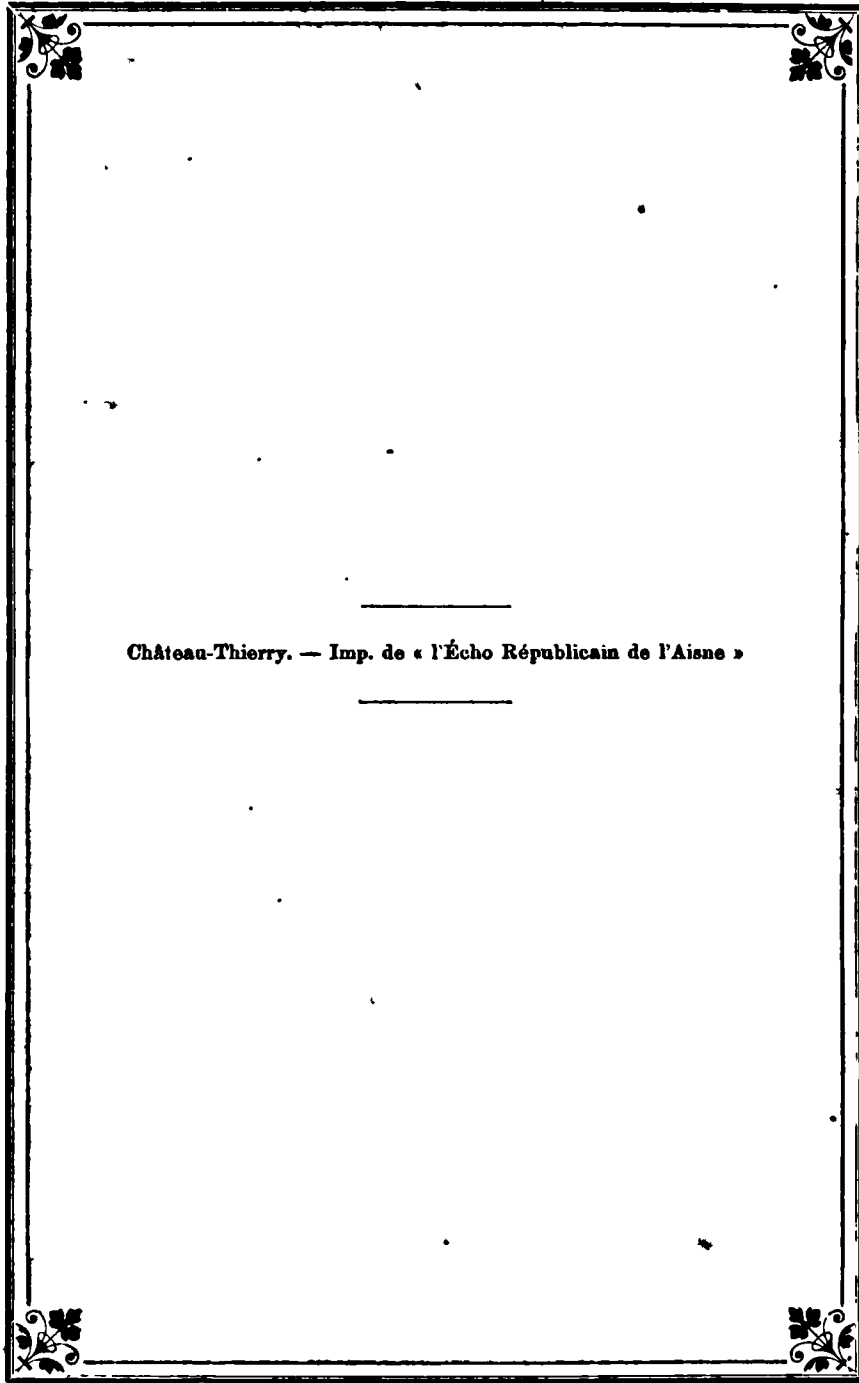 Château-Thierry. — Imp. de « l'Écho Républicain de l'Aisne »